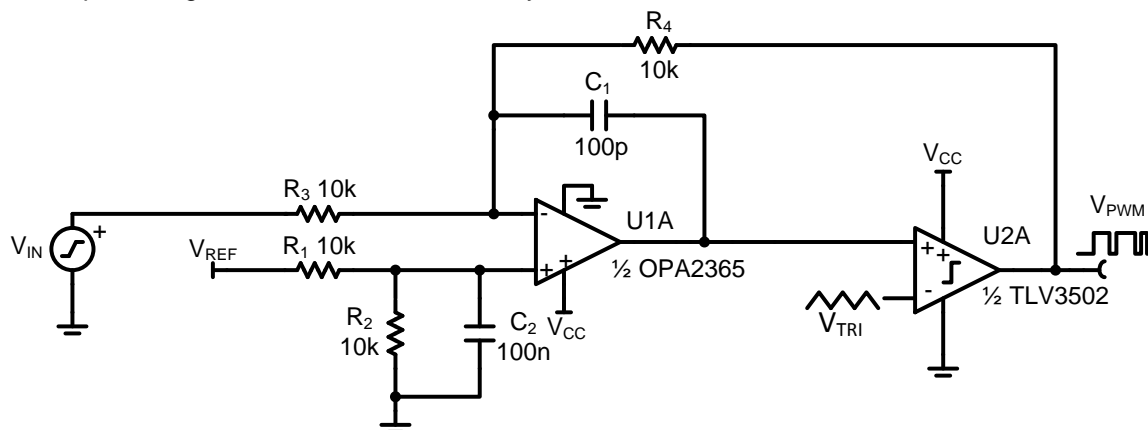 R4
10k
C1
100p
VCC
R3 10k
-
U1A
VPWM
+
VIN
VREF
R1 10k
+
+
½ OPA2365
+
+
U2A
-
½ TLV3502
R2
10k
C2
100n
VCC
VTRI